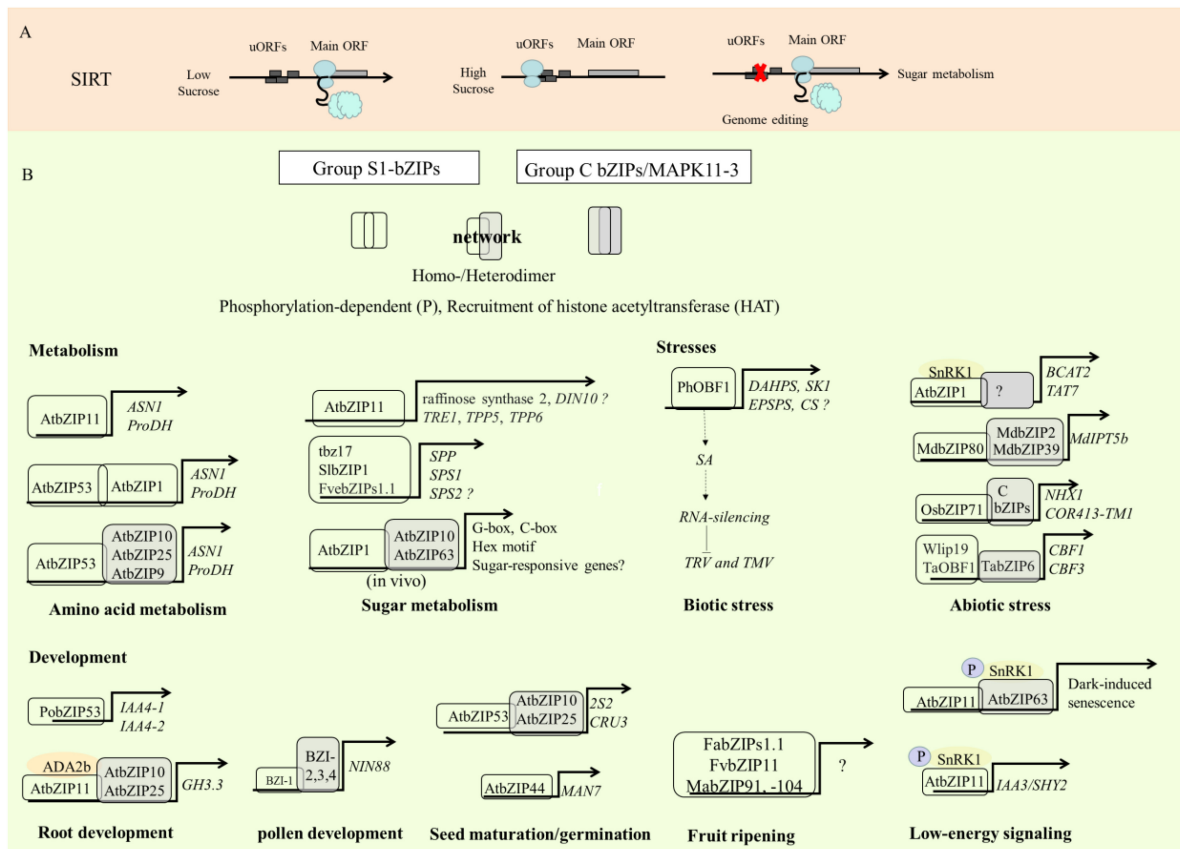 A
SIRT
Low
Sucrose
uORFs
Main ORF
High
Sucrose
uORFs
Main ORF
uORFs
Main ORF
Sugar metabolism
Genome editing
B
Group S1-bZIPs
Group C bZIPs/MAPK11-3
network
Homo-/Heterodimer
Phosphorylation-dependent (P), Recruitment of histone acetyltransferase (HAT)
Metabolism
AtbZIP11
ASN1
ProDH
AtbZIP53
AtbZIP1
ASN1
ProDH
AtbZIP53
AtbZIP10
AtbZIP25
AtbZIP9
ASN1
ProDH
Amino acid metabolism
AtbZIP11
raffinose synthase 2, DIN10 ?
TRE1, TPP5, TPP6
tbz17
SlbZIP1
FvebZIPs1.1
SPP
SPS1
SPS2 ?
AtbZIP1
AtbZIP10
AtbZIP63
(in vivo)
G-box, C-box
Hex motif
Sugar-responsive genes?
Sugar metabolism
Stresses
PhOBF1
DAHPS, SK1
EPSPS, CS ?
SA
RNA-silencing
TRV and TMV
Biotic stress
SnRK1
AtbZIP1
?
BCAT2
TAT7
MdbZIP80
MdbZIP2
MdbZIP39
MdIPT5b
OsbZIP71
C
bZIPs
NHX1
COR413-TM1
Wlip19
TaOBF1
TabZIP6
CBF1
CBF3
Abiotic stress
Development
PobZIP53
IAA4-1
IAA4-2
ADA2b
AtbZIP11
AtbZIP10
AtbZIP25
GH3.3
Root development
BZI-1
BZI-
2,3,4
NIN88
pollen development
AtbZIP53
AtbZIP10
AtbZIP25
2S2
CRU3
AtbZIP44
MAN7
Seed maturation/germination
FabZIPs1.1
FvbZIP11
MabZIP91, -104
?
Fruit ripening
P
SnRK1
AtbZIP11
AtbZIP63
Dark-induced
senescence
P
SnRK1
AtbZIP11
IAA3/SHY2
Low-energy signaling